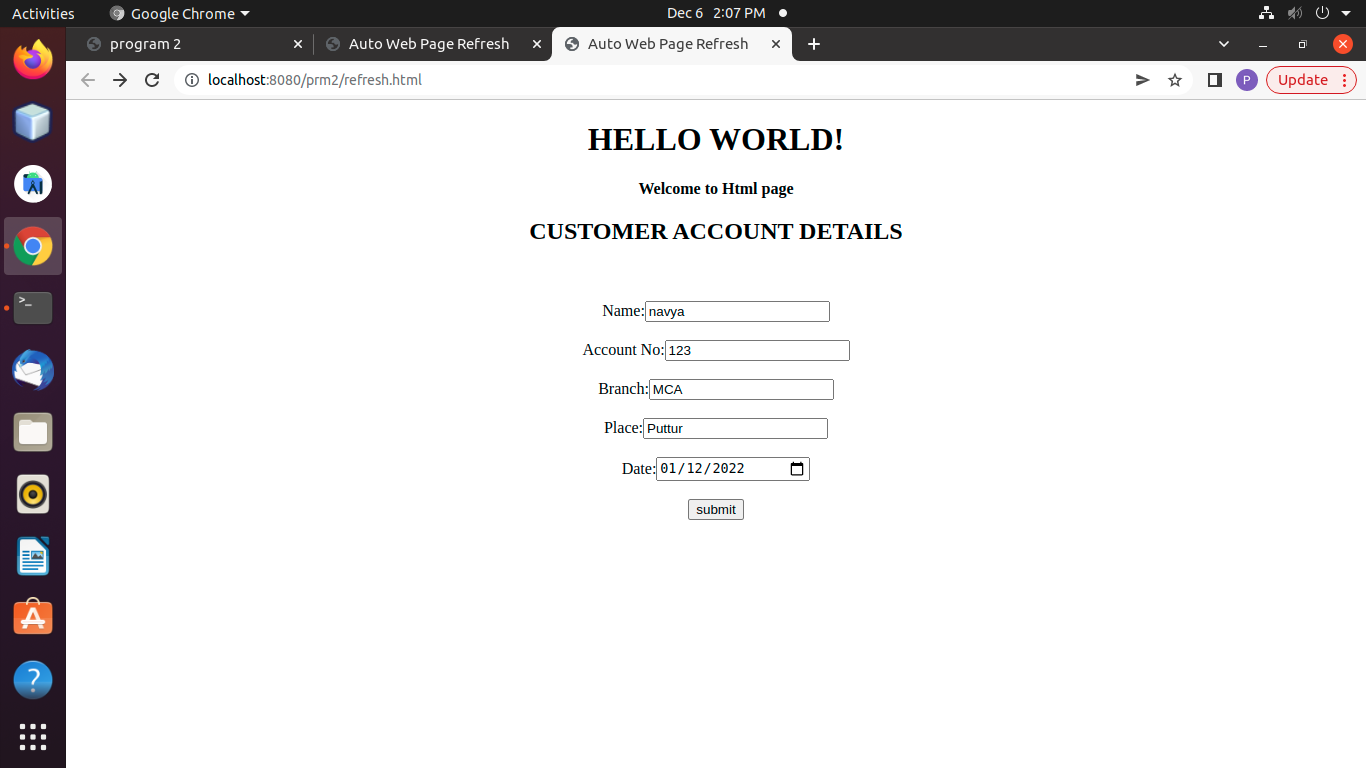 Activities Google Chrome Dec 6 2:07 PM
program 2 Auto Web Page Refresh Auto Web Page Refresh
localhost:8080/prm2/refresh.html P Update
HELLO WORLD!
Welcome to Html page
CUSTOMER ACCOUNT DETAILS
Name:navya
Account No:123
Branch:MCA
Place:Puttur
Date:01/12/2022
submit